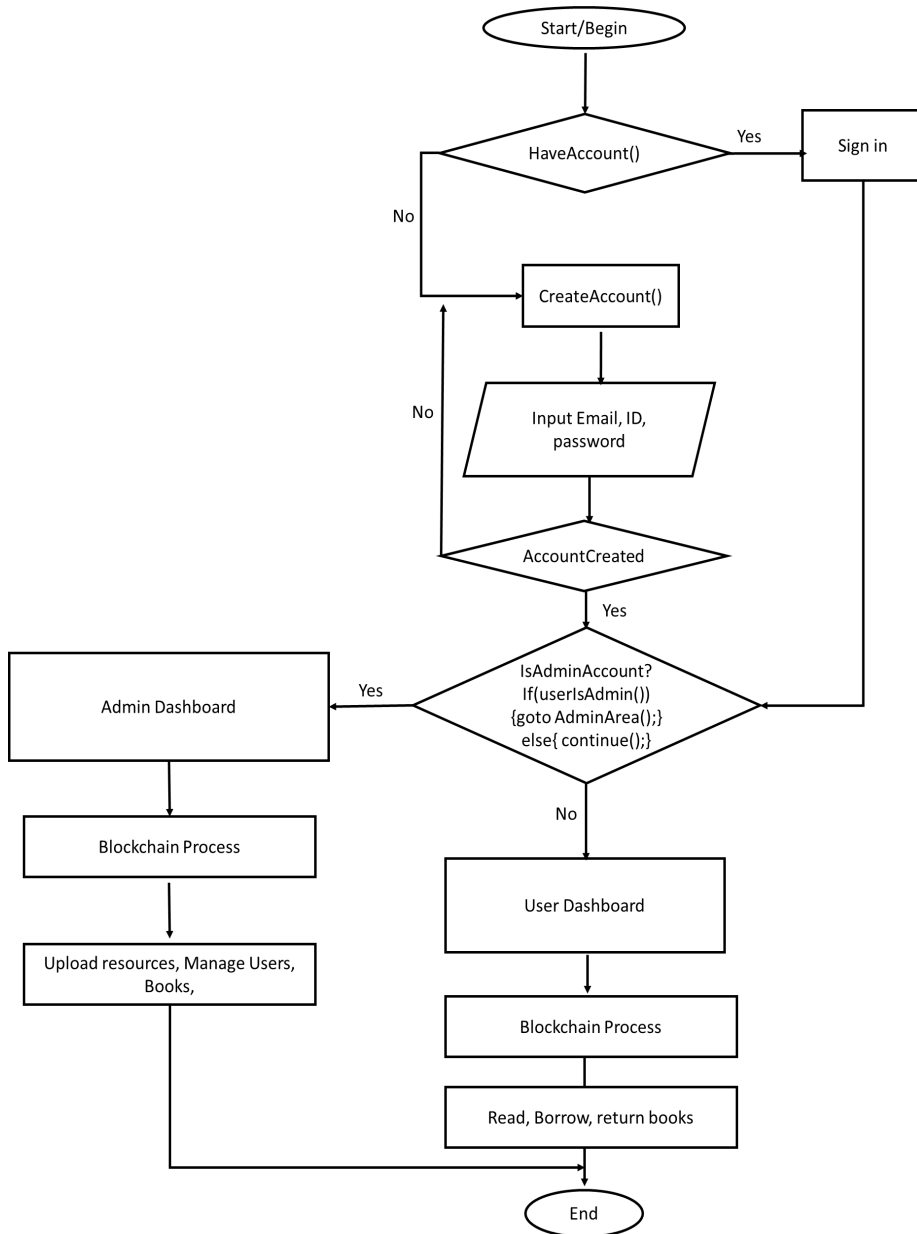 Start/Begin
HaveAccount()
Yes
Sign in
No
CreateAccount()
No
Input Email, ID,
password
AccountCreated
Yes
IsAdminAccount?
If(userIsAdmin())
{goto AdminArea();}
else{ continue();}
Yes
Admin Dashboard
No
Blockchain Process
User Dashboard
Upload resources, Manage Users,
Books,
Blockchain Process
Read, Borrow, return books
End